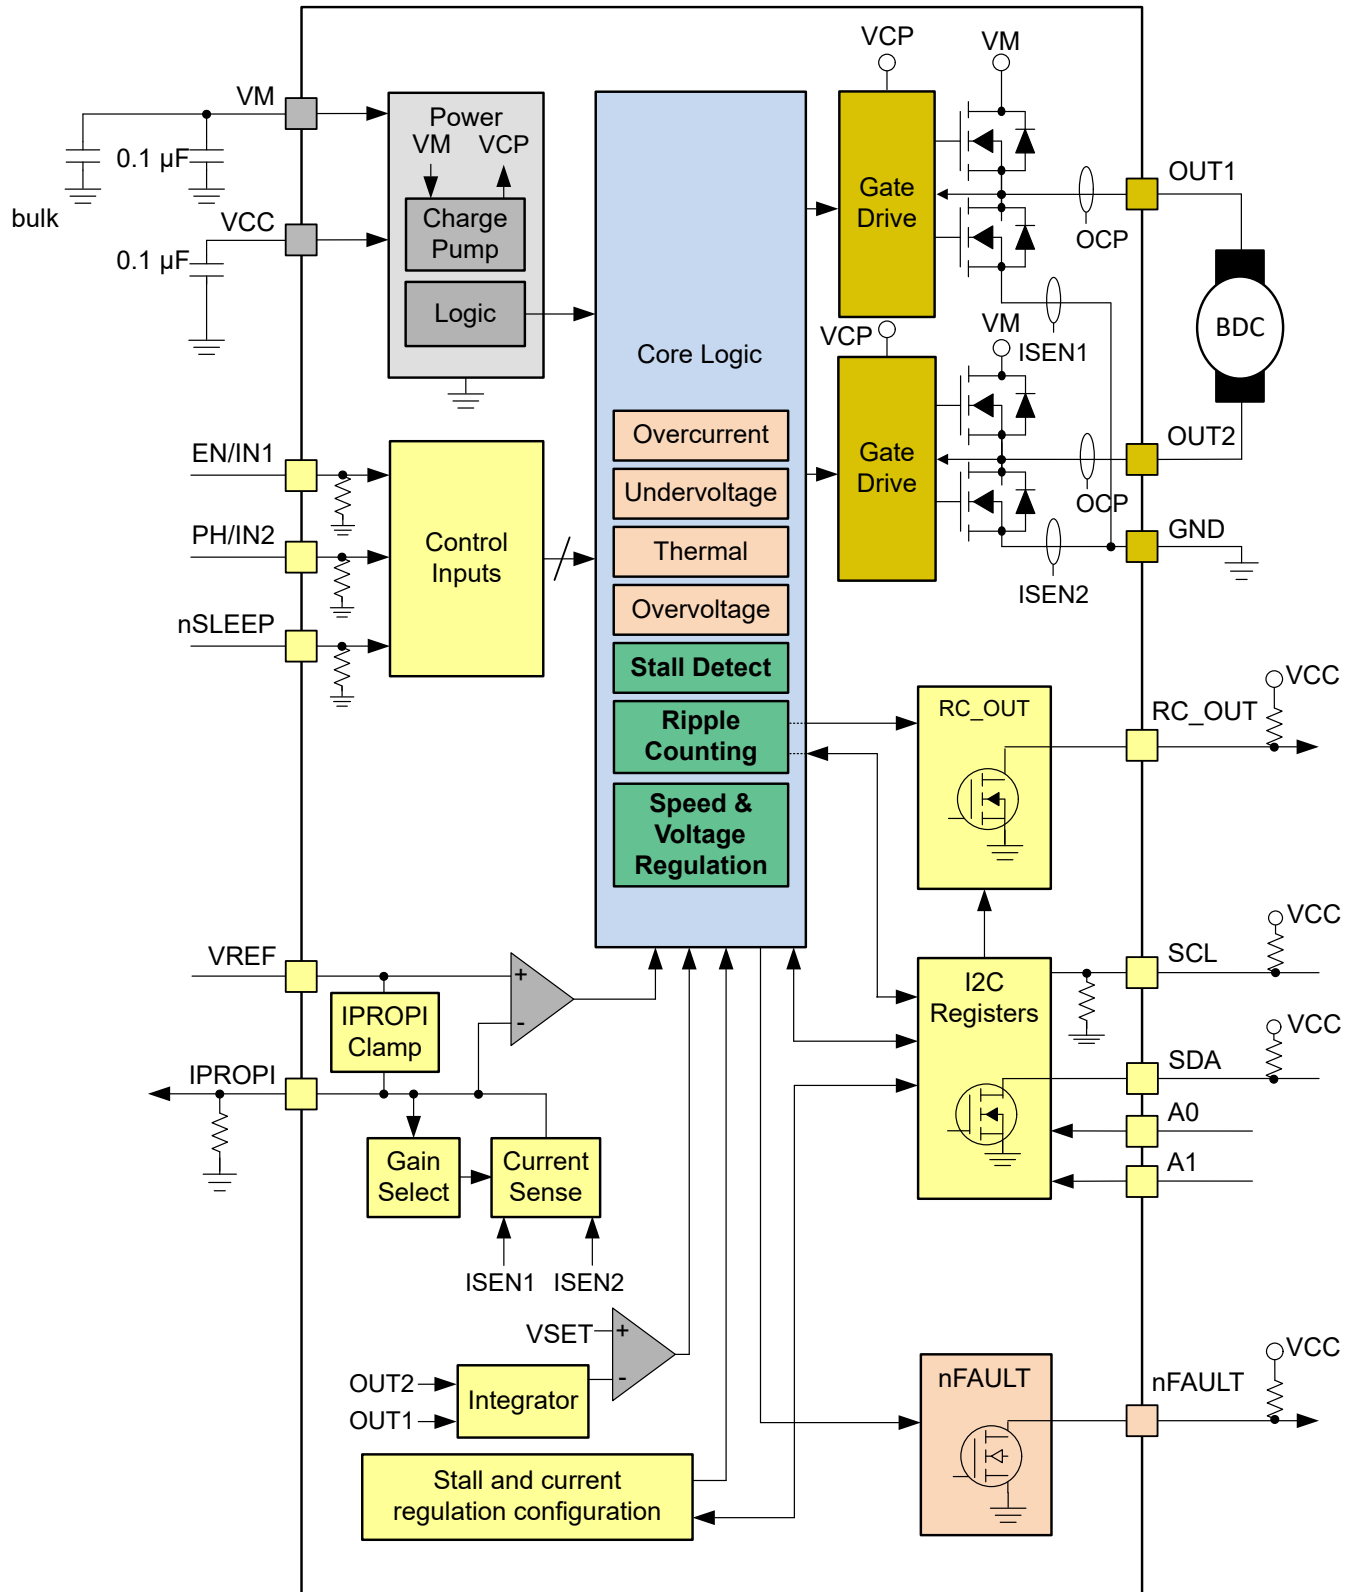 VCP
VM
VM
Power
VM
VCP
0.1 µF
bulk
Charge
Pump
VCC
0.1 µF
Logic
Gate
Drive
OUT1
OCP
BDC
ISEN1
Core Logic
VCP
VM
Gate
Drive
OUT2
OCP
GND
ISEN2
Overcurrent
Undervoltage
Thermal
Overvoltage
Stall Detect
Ripple
Counting
Speed &
Voltage
Regulation
EN/IN1
PH/IN2
nSLEEP
Control
Inputs
RC_OUT
RC_OUT
VCC
VREF
IPROPI
Clamp
+
-
IPROPI
Gain
Select
Current
Sense
ISEN1
ISEN2
I2C
Registers
SCL
VCC
SDA
VCC
A0
A1
VSET
+
-
OUT2
OUT1
Integrator
Stall and current
regulation configuration
nFAULT
nFAULT
VCC